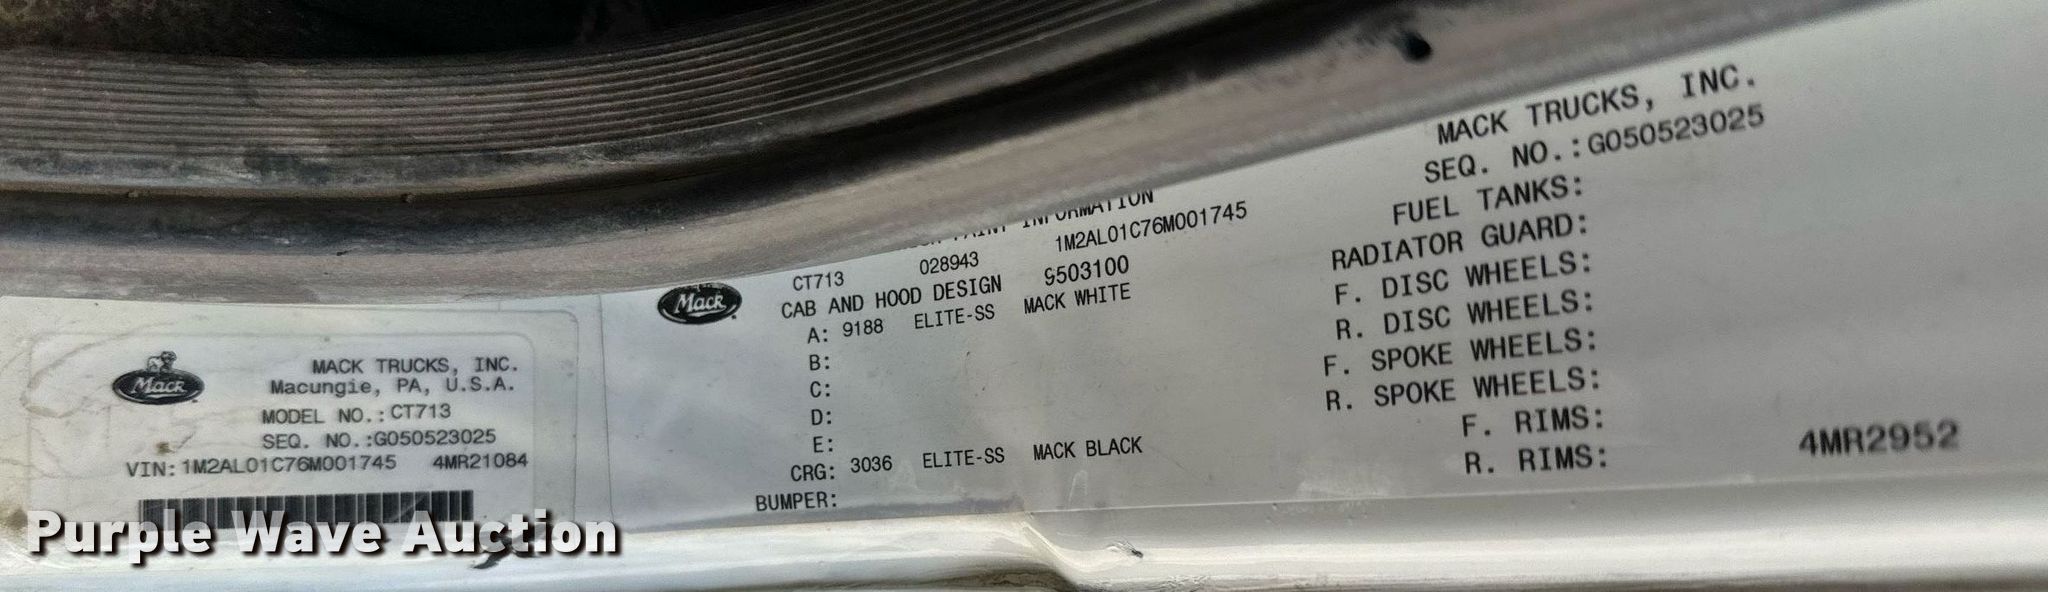 Mack
MACK TRUCKS, INC.
Macungie, PA, U.S.A.
MODEL NO.: CT713
SEQ. NO.:G050523025
VIN: 1M2AL01C76M001745 4MR21084
INFORMATION
Mack
CT713 028943 1M2AL01C76M001745
CAB AND HOOD DESIGN 9503100
A: 9188 ELITE-SS MACK WHITE
B:
C:
D:
E:
CRG: 3036 ELITE-SS MACK BLACK
BUMPER:
MACK TRUCKS, INC.
SEQ. NO.:G050523025
FUEL TANKS:
RADIATOR GUARD:
F. DISC WHEELS:
R. DISC WHEELS:
F. SPOKE WHEELS:
R. SPOKE WHEELS:
F. RIMS:
R. RIMS:
4MR2952
Purple Wave Auction